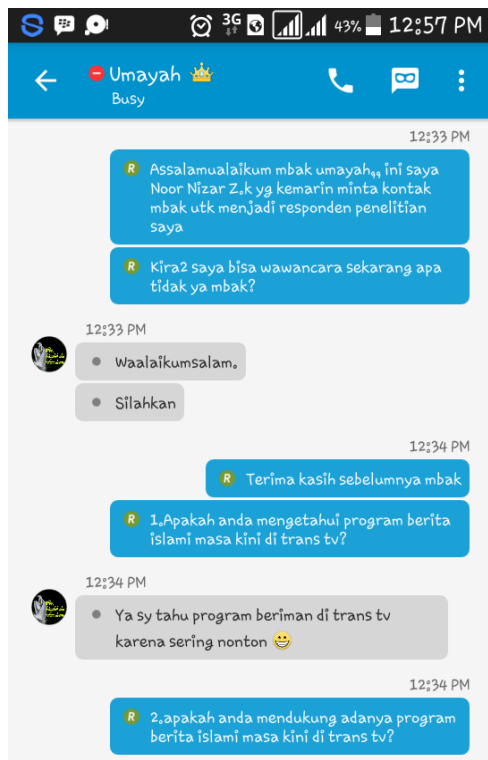 3G 43% 12:57 PM
Umayah
Busy
12:33 PM
R Assalamualaikum mbak umayah,, ini saya
Noor Nizar Z.k yg kemarin minta kontak
mbak utk menjadi responden penelitian
saya
R Kira2 saya bisa wawancara sekarang apa
tidak ya mbak?
12:33 PM
Waalaikumsalam.
Silahkan
12:34 PM
R Terima kasih sebelumnya mbak
R 1.Apakah anda mengetahui program berita
islami masa kini di trans tv?
12:34 PM
Ya sy tahu program beriman di trans tv
karena sering nonton 😀
12:34 PM
R 2.apakah anda mendukung adanya program
berita islami masa kini di trans tv?